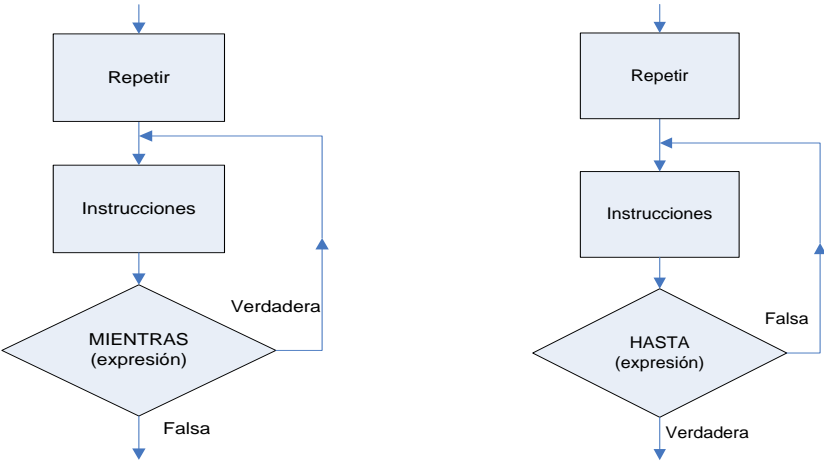 Repetir
Instrucciones
Verdadera
MIENTRAS
(expresión)
Falsa
Repetir
Instrucciones
Falsa
HASTA
(expresión)
Verdadera